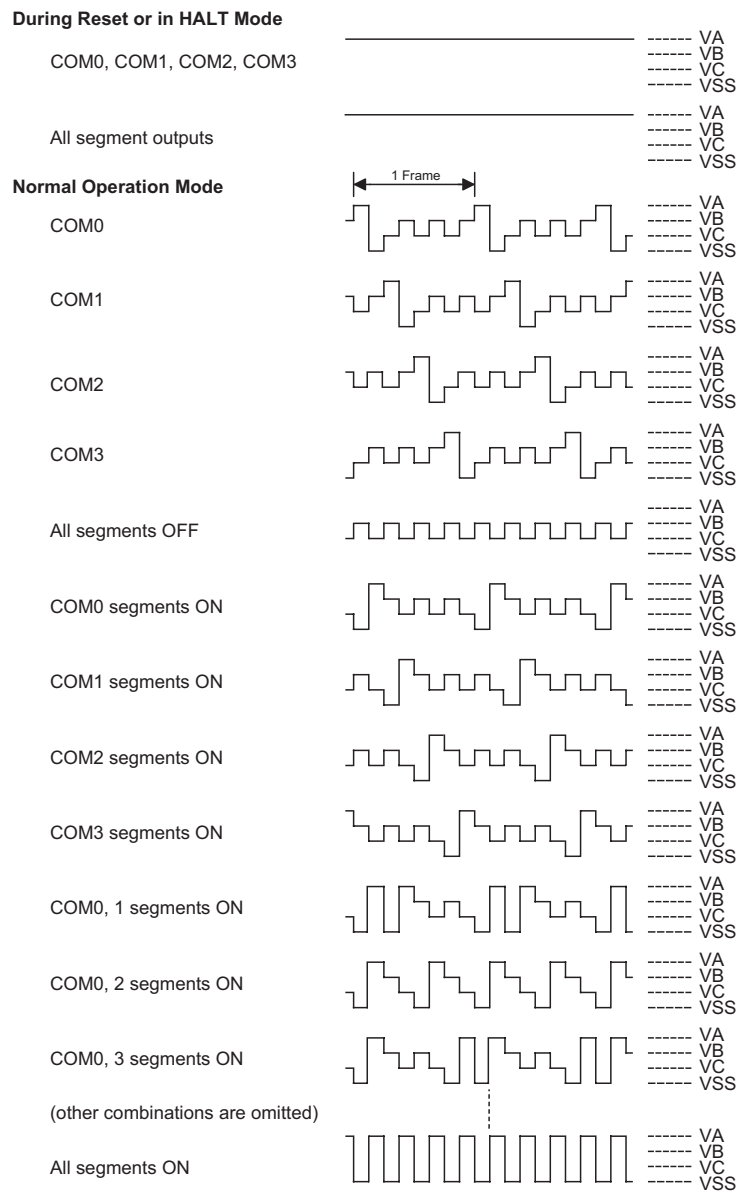 During Reset or in HALT Mode
COM0, COM1, COM2, COM3
VA
VB
VC
VSS
All segment outputs
VA
VB
VC
VSS
Normal Operation Mode
1 Frame
COM0
VA
VB
VC
VSS
COM1
VA
VB
VC
VSS
COM2
VA
VB
VC
VSS
COM3
VA
VB
VC
VSS
All segments OFF
VA
VB
VC
VSS
COM0 segments ON
VA
VB
VC
VSS
COM1 segments ON
VA
VB
VC
VSS
COM2 segments ON
VA
VB
VC
VSS
COM3 segments ON
VA
VB
VC
VSS
COM0, 1 segments ON
VA
VB
VC
VSS
COM0, 2 segments ON
VA
VB
VC
VSS
COM0, 3 segments ON
VA
VB
VC
VSS
(other combinations are omitted)
All segments ON
VA
VB
VC
VSS